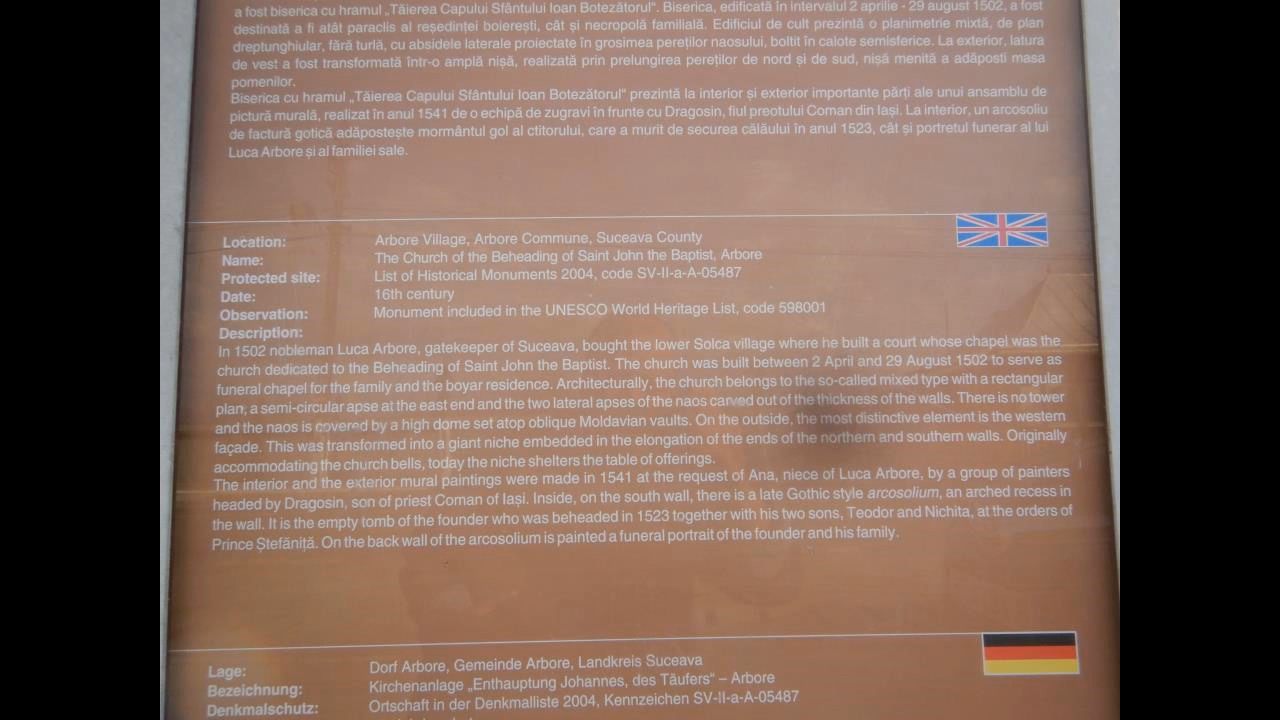 a fost biserica cu hramul „Tăierea Capului Sfântului Ioan Botezătorul”. Biserica, edificată în intervalul 2 aprilie - 29 august 1502, a fost
destinată a fi atât paraclis al reședinței boierești, cât și necropolă familială. Edificiul de cult prezintă o planimetrie mixtă, de plan
dreptunghiular, fără turlă, cu absidele laterale proiectate în grosimea pereților naosului, boltit în calote semisferice. La exterior, latura
de vest a fost transformată într-o amplă nișă, realizată prin prelungirea pereților de nord și de sud, nișă menită a adăposti masa
pomenilor.
Biserica cu hramul „Tăierea Capului Sfântului Ioan Botezătorul” prezintă la interior și exterior importante părți ale unui ansamblu de
pictură murală, realizat în anul 1541 de o echipă de zugravi în frunte cu Dragosin, fiul preotului Coman din Iași. La interior, un arcosoliu
de factură gotică adăpostește mormântul gol al ctitorului, care a murit de securea călăului în anul 1523, cât și portretul funerar al lui
Luca Arbore și al familiei sale.
Location: Arbore Village, Arbore Commune, Suceava County
Name: The Church of the Beheading of Saint John the Baptist, Arbore
Protected site: List of Historical Monuments 2004, code SV-II-a-A-05487
Date: 16th century
Observation: Monument included in the UNESCO World Heritage List, code 598001
Description:
In 1502 nobleman Luca Arbore, gatekeeper of Suceava, bought the lower Solca village where he built a court whose chapel was the
church dedicated to the Beheading of Saint John the Baptist. The church was built between 2 April and 29 August 1502 to serve as
funeral chapel for the family and the boyar residence. Architecturally, the church belongs to the so-called mixed type with a rectangular
plan, a semi-circular apse at the east end and the two lateral apses of the naos carved out of the thickness of the walls. There is no tower
and the naos is covered by a high dome set atop oblique Moldavian vaults. On the outside, the most distinctive element is the western
façade. This was transformed into a giant niche embedded in the elongation of the ends of the northern and southern walls. Originally
accommodating the church bells, today the niche shelters the table of offerings.
The interior and the exterior mural paintings were made in 1541 at the request of Ana, niece of Luca Arbore, by a group of painters
headed by Dragosin, son of priest Coman of Iași. Inside, on the south wall, there is a late Gothic style arcosolium, an arched recess in
the wall. It is the empty tomb of the founder who was beheaded in 1523 together with his two sons, Teodor and Nichita, at the orders of
Prince Ștefăniță. On the back wall of the arcosolium is painted a funeral portrait of the founder and his family.
Lage: Dorf Arbore, Gemeinde Arbore, Landkreis Suceava
Bezeichnung: Kirchenanlage „Enthauptung Johannes, des Täufers“ – Arbore
Denkmalschutz: Ortschaft in der Denkmalliste 2004, Kennzeichen SV-II-a-A-05487